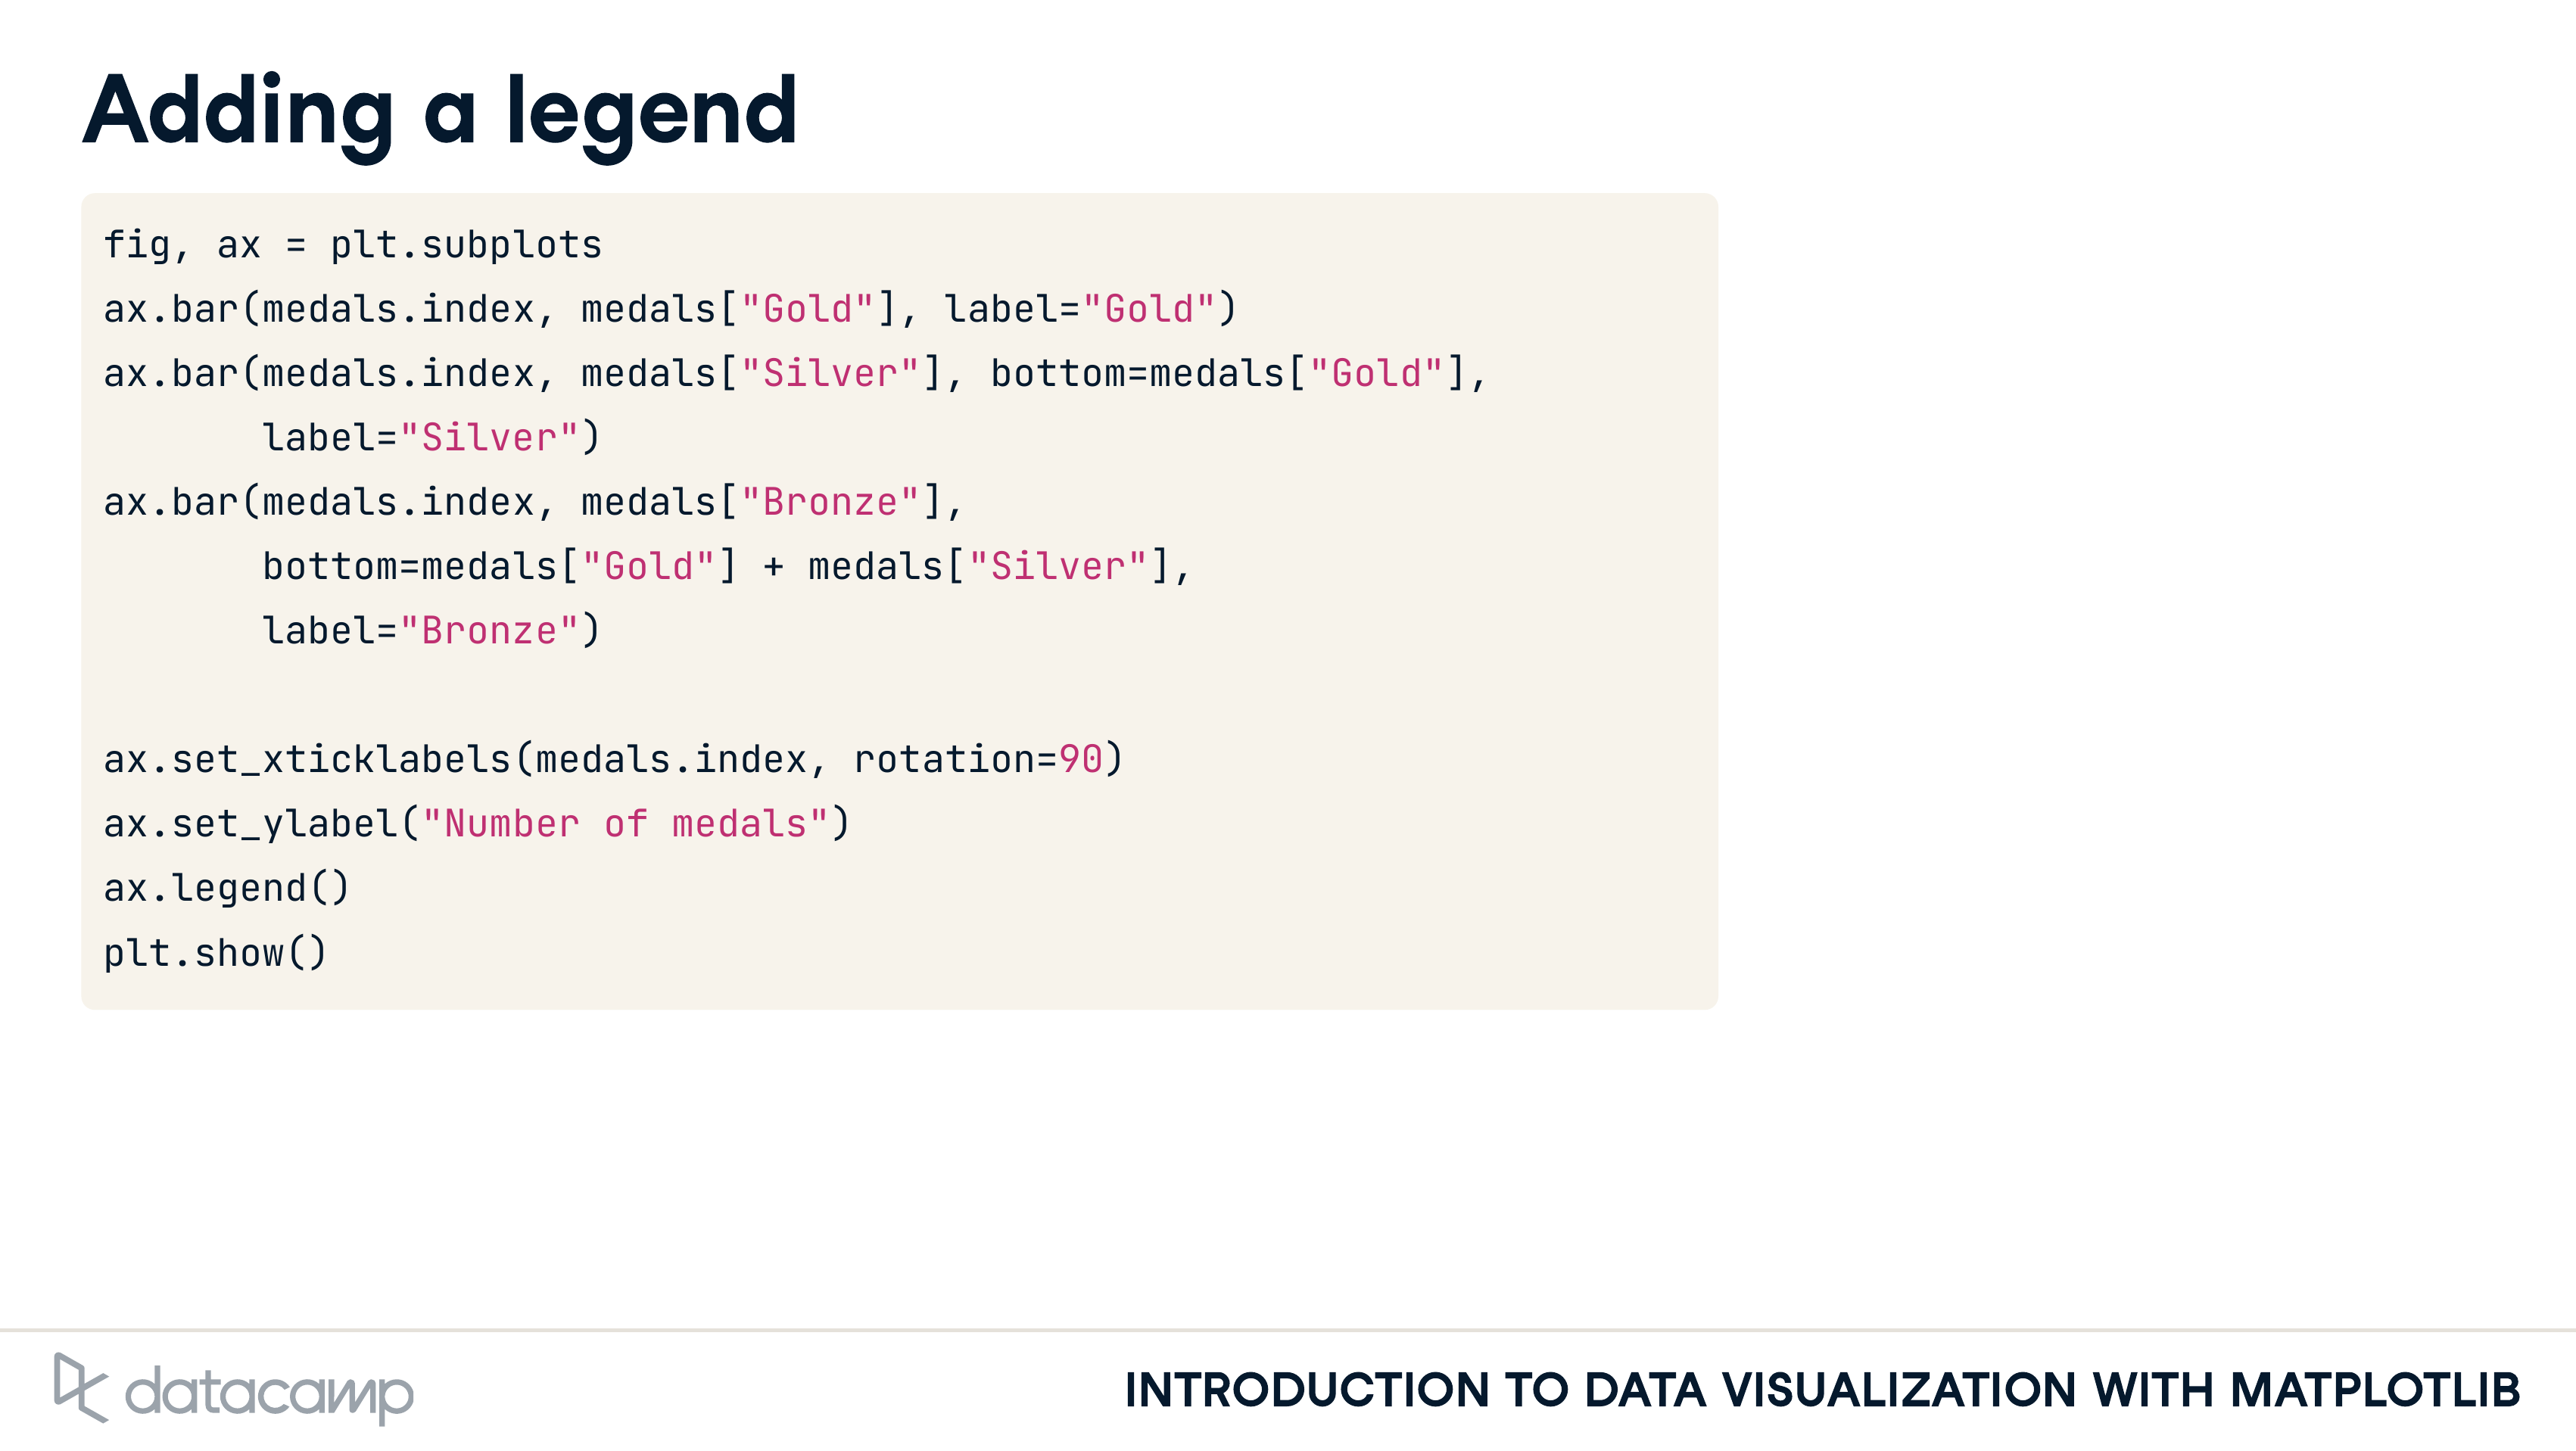 Adding a legend
fig, ax = plt.subplots
ax.bar(medals.index, medals["Gold"], label="Gold")
ax.bar(medals.index, medals["Silver"], bottom=medals["Gold"],
       label="Silver")
ax.bar(medals.index, medals["Bronze"],
       bottom=medals["Gold"] + medals["Silver"],
       label="Bronze")
ax.set_xticklabels(medals.index, rotation=90)
ax.set_ylabel("Number of medals")
ax.legend()
plt.show()
datacamp
INTRODUCTION TO DATA VISUALIZATION WITH MATPLOTLIB